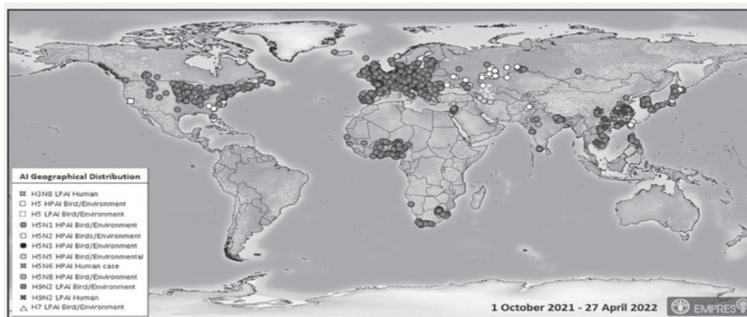 AI Geographical Distribution
H3N8 LPAI Human
H5 HPAI Bird/Environment
H5 LPAI Bird/Environment
H5N1 HPAI Bird/Environment
H5N2 HPAI Bird/Environment
H5N3 HPAI Bird/Environment
H5N5 HPAI Bird/Environmental
H5N6 HPAI Human case
H5N8 HPAI Bird/Environment
H9N2 LPAI Bird/Environment
H9N2 LPAI Human
H7 LPAI Bird/Environment
1 October 2021 - 27 April 2022
EMPRES